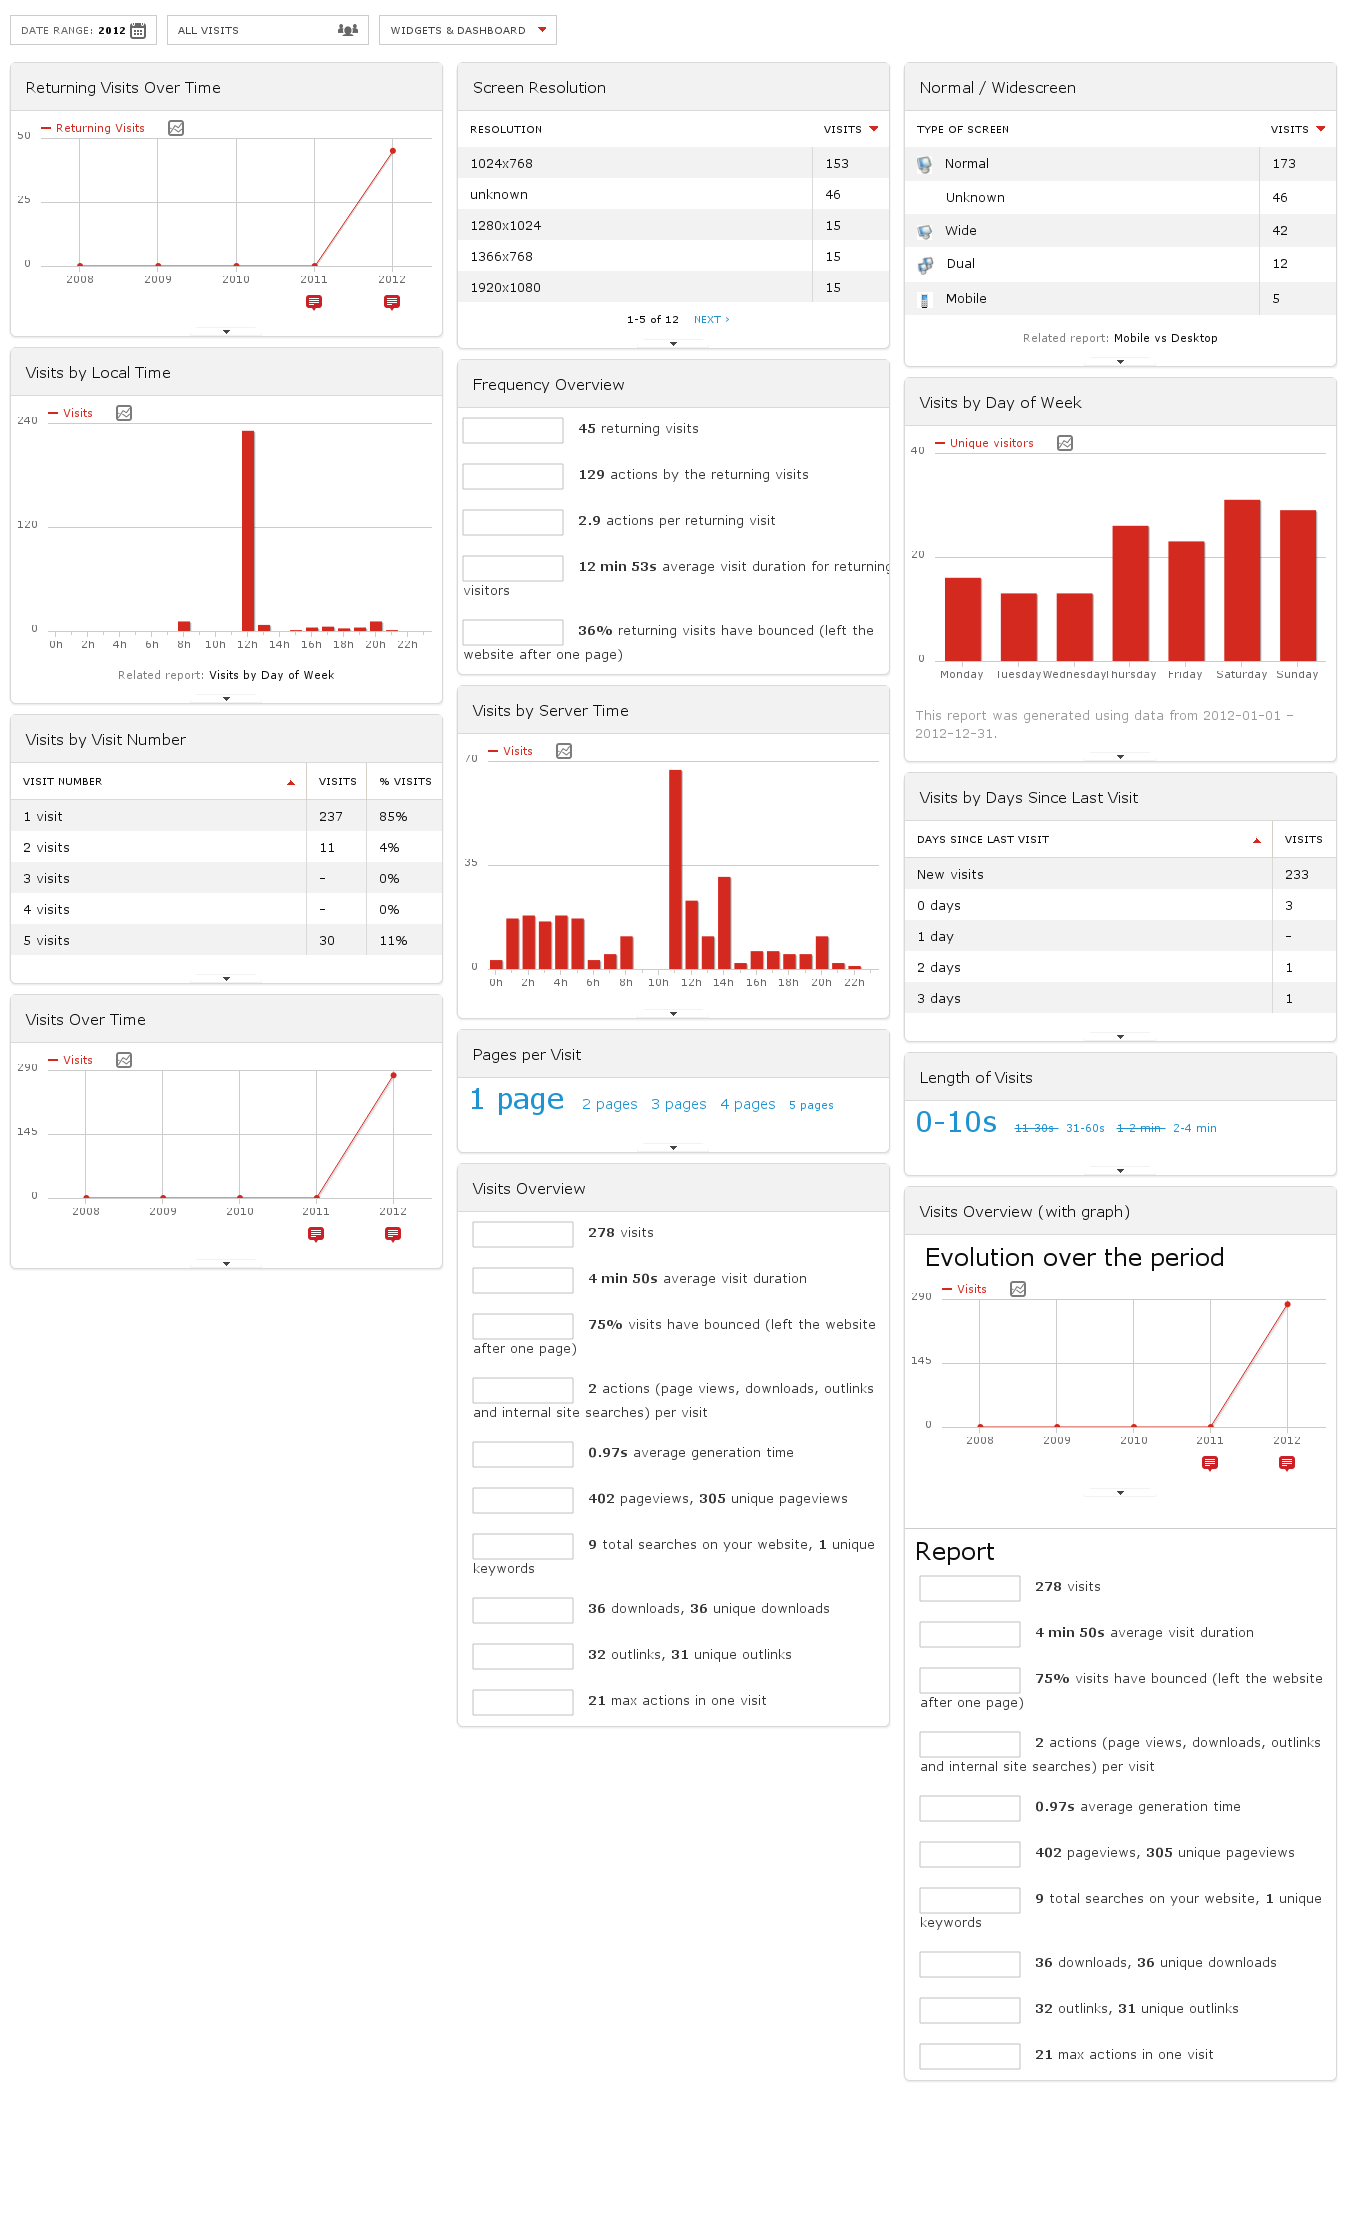 DATE RANGE: 2012
ALL VISITS
WIDGETS & DASHBOARD
Returning Visits Over Time
Returning Visits
50
25
0
2008 2009 2010 2011 2012
Visits by Local Time
Visits
240
120
0
0h 2h 4h 6h 8h 10h 12h 14h 16h 18h 20h 22h
Related report: Visits by Day of Week
Visits by Visit Number
VISIT NUMBER VISITS % VISITS
1 visit 237 85%
2 visits 11 4%
3 visits - 0%
4 visits - 0%
5 visits 30 11%
Visits Over Time
Visits
290
145
0
2008 2009 2010 2011 2012
Screen Resolution
RESOLUTION VISITS
1024x768 153
unknown 46
1280x1024 15
1366x768 15
1920x1080 15
1-5 of 12 NEXT ›
Frequency Overview
45 returning visits
129 actions by the returning visits
2.9 actions per returning visit
12 min 53s average visit duration for returning
visitors
36% returning visits have bounced (left the
website after one page)
Visits by Server Time
Visits
70
35
0
0h 2h 4h 6h 8h 10h 12h 14h 16h 18h 20h 22h
Pages per Visit
1 page 2 pages 3 pages 4 pages 5 pages
Visits Overview
278 visits
4 min 50s average visit duration
75% visits have bounced (left the website
after one page)
2 actions (page views, downloads, outlinks
and internal site searches) per visit
0.97s average generation time
402 pageviews, 305 unique pageviews
9 total searches on your website, 1 unique
keywords
36 downloads, 36 unique downloads
32 outlinks, 31 unique outlinks
21 max actions in one visit
Normal / Widescreen
TYPE OF SCREEN VISITS
Normal 173
Unknown 46
Wide 42
Dual 12
Mobile 5
Related report: Mobile vs Desktop
Visits by Day of Week
Unique visitors
40
20
0
Monday Tuesday Wednesday Thursday Friday Saturday Sunday
This report was generated using data from 2012-01-01 –
2012-12-31.
Visits by Days Since Last Visit
DAYS SINCE LAST VISIT VISITS
New visits 233
0 days 3
1 day -
2 days 1
3 days 1
Length of Visits
0-10s 11-30s 31-60s 1-2 min 2-4 min
Visits Overview (with graph)
Evolution over the period
Visits
290
145
0
2008 2009 2010 2011 2012
Report
278 visits
4 min 50s average visit duration
75% visits have bounced (left the website
after one page)
2 actions (page views, downloads, outlinks
and internal site searches) per visit
0.97s average generation time
402 pageviews, 305 unique pageviews
9 total searches on your website, 1 unique
keywords
36 downloads, 36 unique downloads
32 outlinks, 31 unique outlinks
21 max actions in one visit